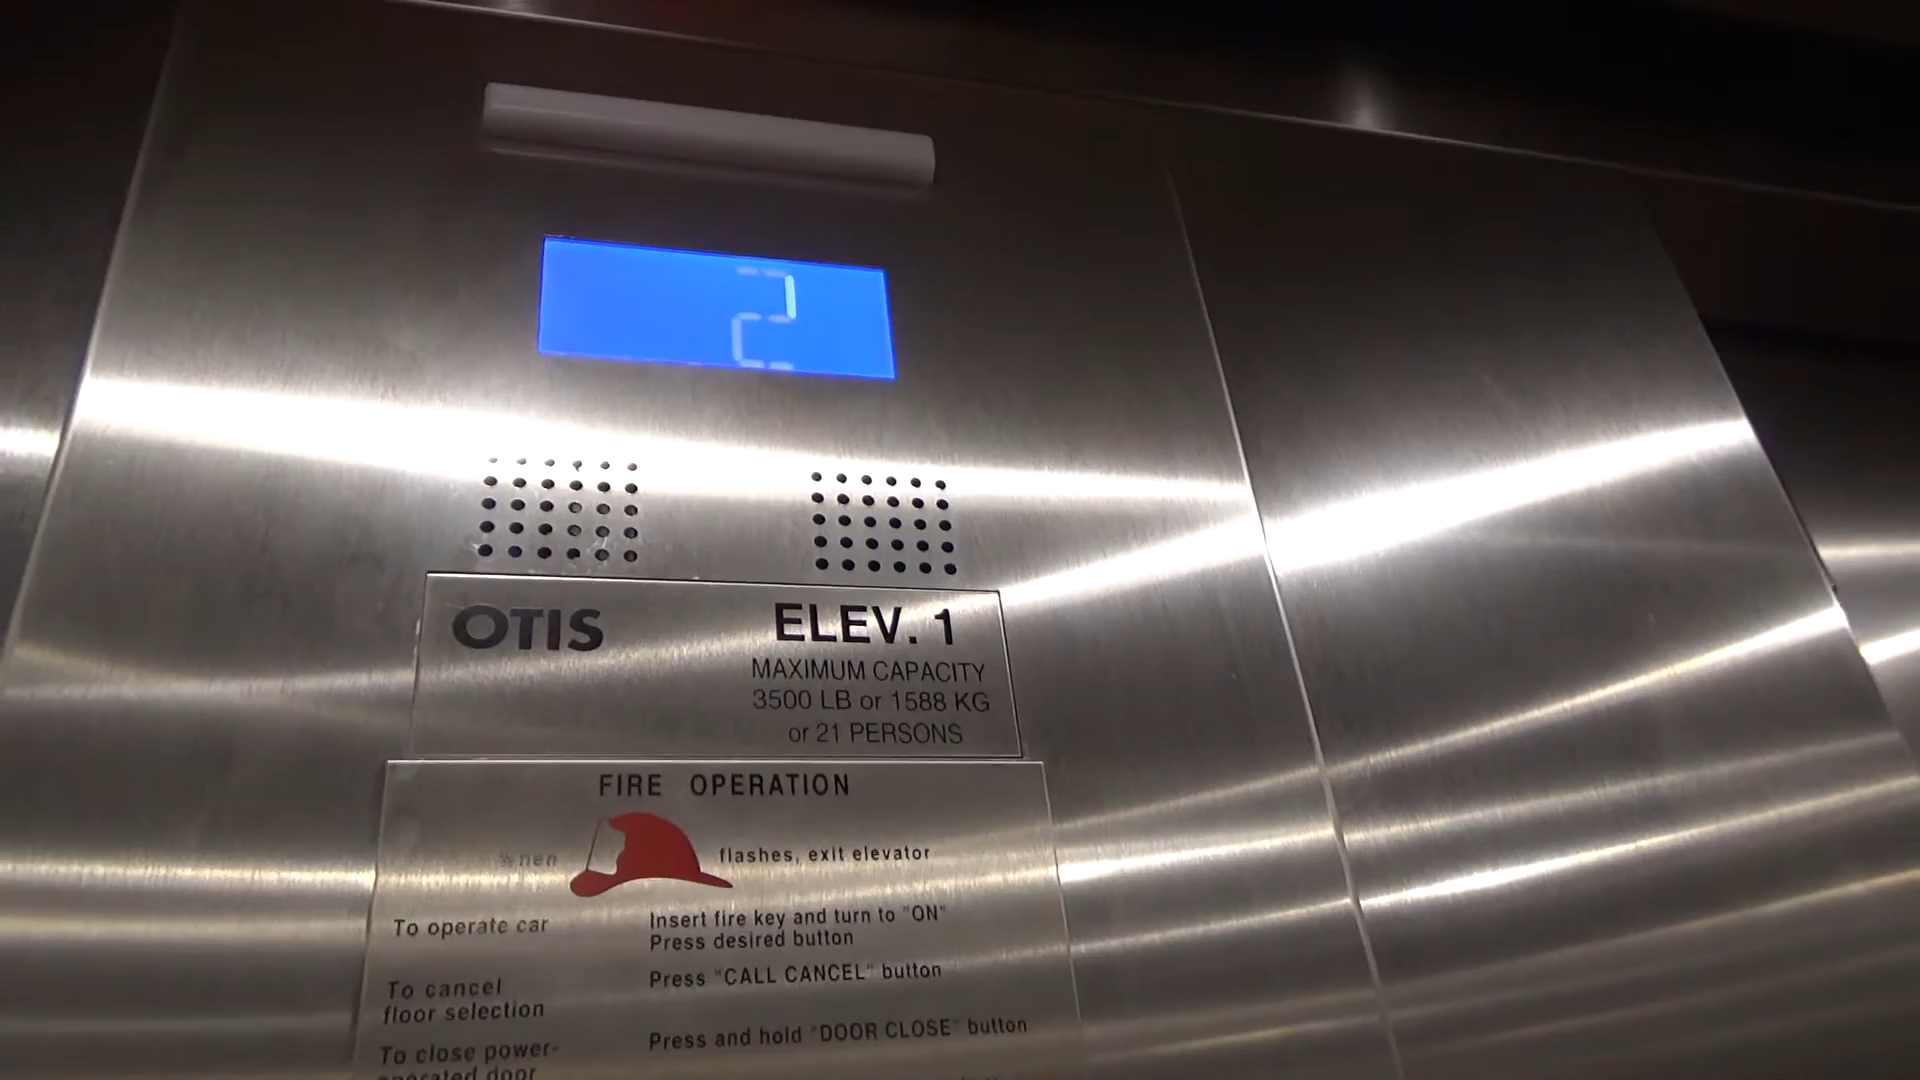 2
OTIS
ELEV. 1
MAXIMUM CAPACITY
3500 LB or 1588 KG
or 21 PERSONS
FIRE OPERATION
When flashes, exit elevator
To operate car
Insert fire key and turn to "ON"
Press desired button
To cancel
floor selection
Press "CALL CANCEL" button
To close power-
operated door
Press and hold "DOOR CLOSE" button